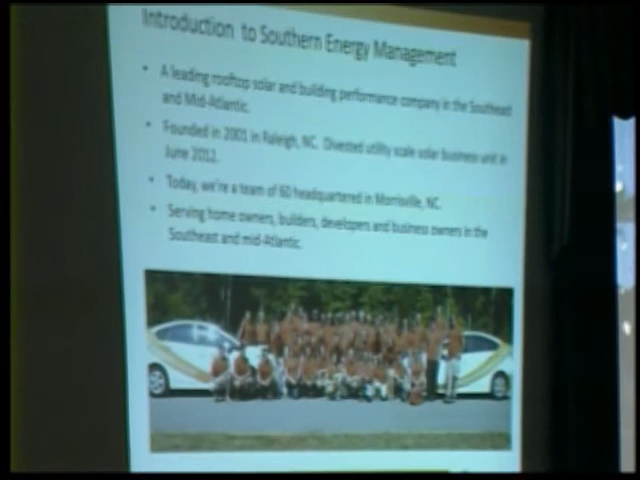 Introduction to Southern Energy Management
• A leading rooftop solar and building performance company in the Southeast
and Mid-Atlantic.
• Founded in 2001 in Raleigh, NC. Divested utility scale solar business unit in
June 2012.
• Today, we're a team of 60 headquartered in Morrisville, NC.
• Serving home owners, builders, developers and business owners in the
Southeast and mid-Atlantic.